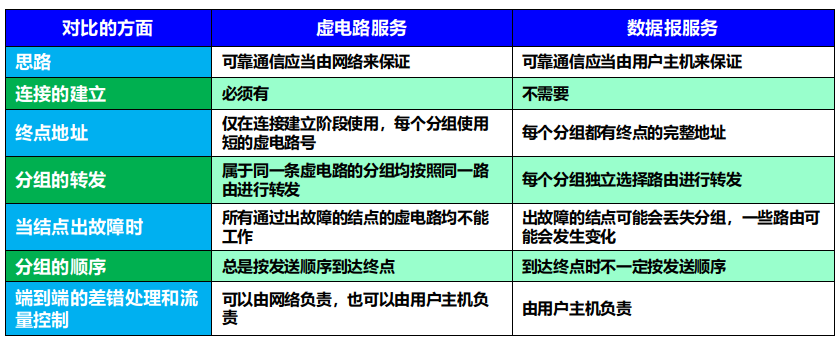 对比的方面
虚电路服务
数据报服务
思路
可靠通信应当由网络来保证
可靠通信应当由用户主机来保证
连接的建立
必须有
不需要
终点地址
仅在连接建立阶段使用，每个分组使用
短的虚电路号
每个分组都有终点的完整地址
分组的转发
属于同一条虚电路的分组均按照同一路
由进行转发
每个分组独立选择路由进行转发
当结点出故障时
所有通过出故障的结点的虚电路均不能
工作
出故障的结点可能会丢失分组，一些路由可
能会发生变化
分组的顺序
总是按发送顺序到达终点
到达终点时不一定按发送顺序
端到端的差错处理和流
量控制
可以由网络负责，也可以由用户主机负
责
由用户主机负责